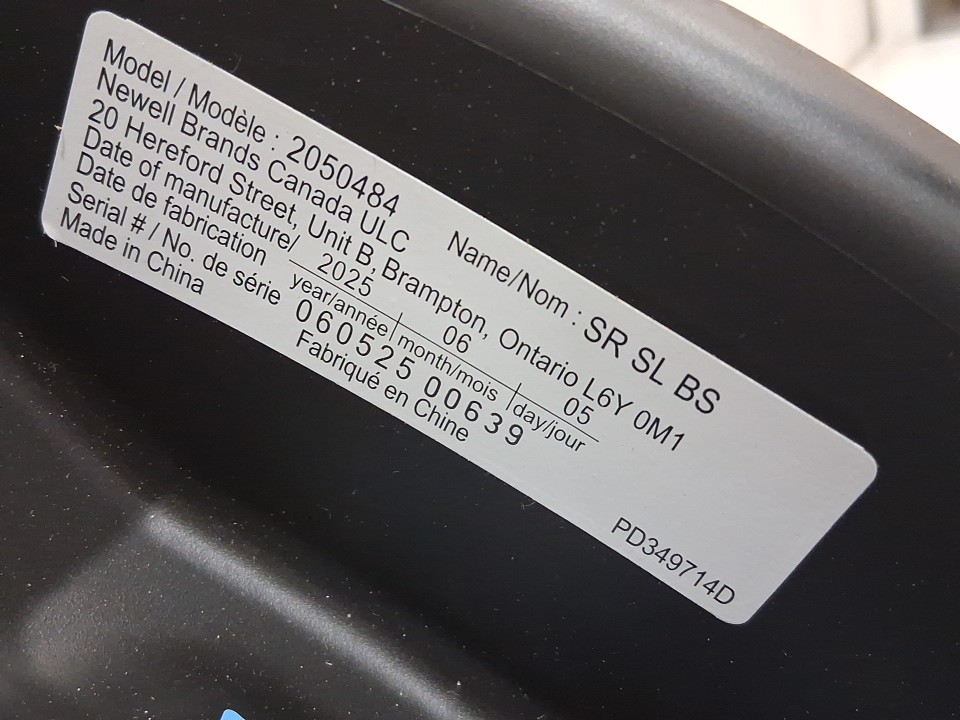 Model / Modèle : 2050484 Name/Nom : SR SL BS
Newell Brands Canada ULC
20 Hereford Street, Unit B, Brampton, Ontario L6Y 0M1
Date of manufacture/
Date de fabrication
2025 06 05
year/année month/mois day/jour
Serial # / No. de série 060525 00639
Made in China Fabriqué en Chine
PD349714D